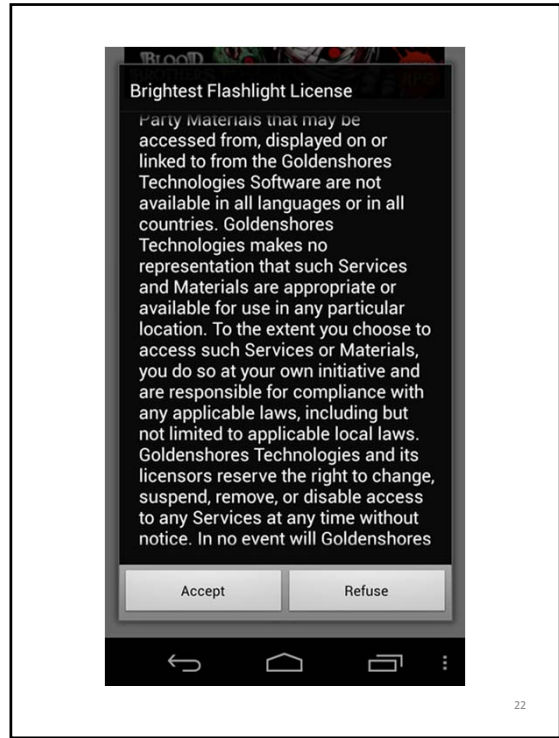 BLOOD
BROTHERS
RPG
Brightest Flashlight License
Party Materials that may be
accessed from, displayed on or
linked to from the Goldenshores
Technologies Software are not
available in all languages or in all
countries. Goldenshores
Technologies makes no
representation that such Services
and Materials are appropriate or
available for use in any particular
location. To the extent you choose to
access such Services or Materials,
you do so at your own initiative and
are responsible for compliance with
any applicable laws, including but
not limited to applicable local laws.
Goldenshores Technologies and its
licensors reserve the right to change,
suspend, remove, or disable access
to any Services at any time without
notice. In no event will Goldenshores
Accept
Refuse
22